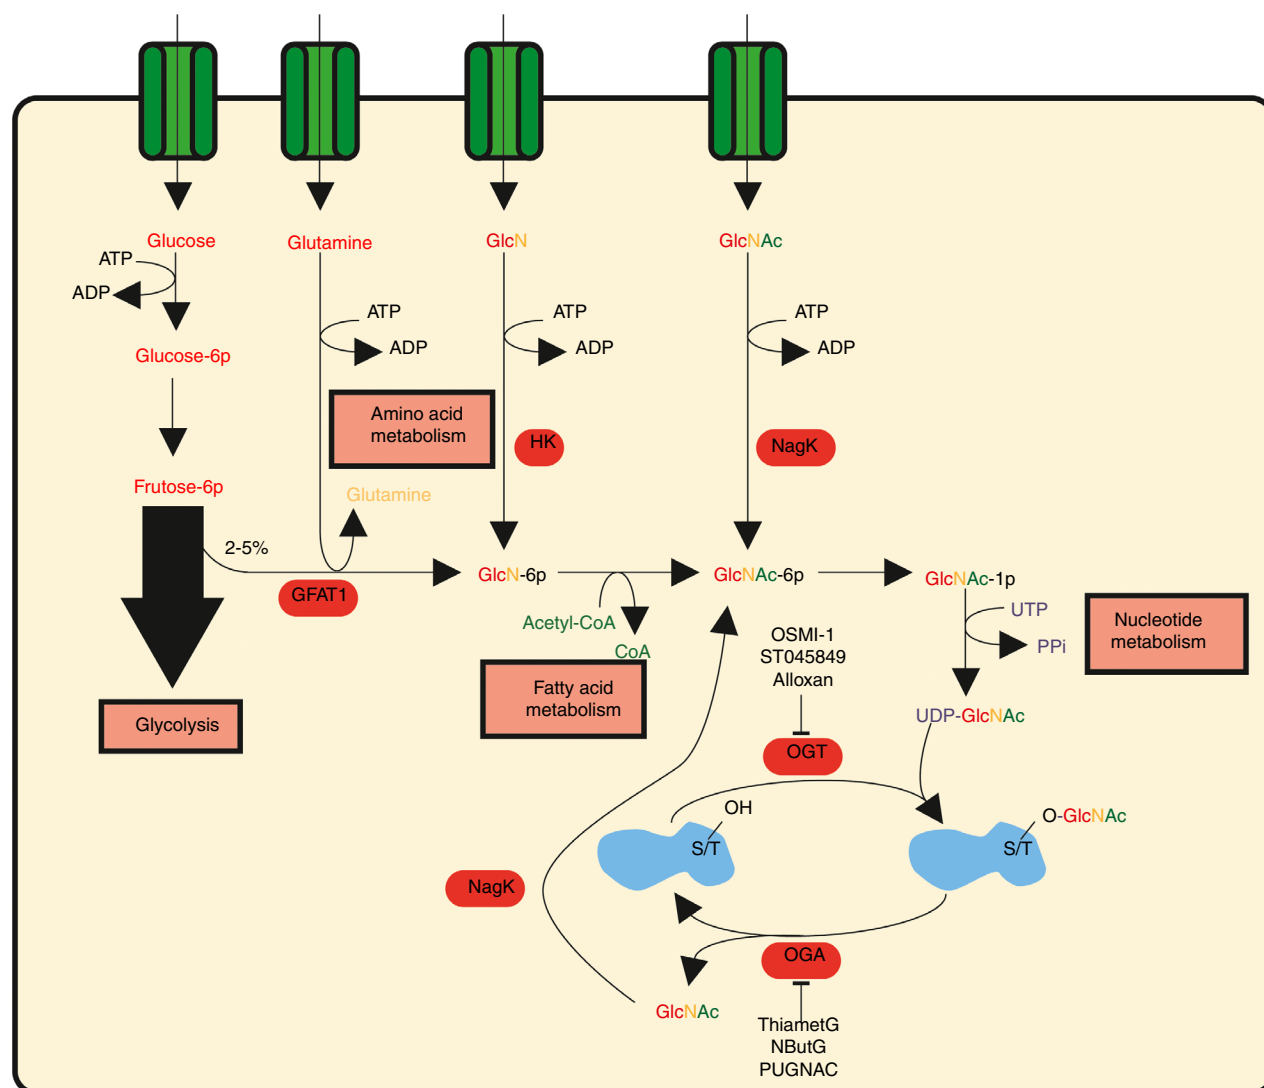 Glucose
Glutamine
GlcN
GlcNAc
ATP
ADP
ATP
ADP
ATP
ADP
ATP
ADP
Glucose-6p
Amino acid
metabolism
HK
NagK
Frutose-6p
Glutamine
2-5%
GFAT1
GlcN-6p
GlcNAc-6p
GlcNAc-1p
Acetyl-CoA
CoA
UTP
PPi
Nucleotide
metabolism
OSMI-1
ST045849
Alloxan
Fatty acid
metabolism
Glycolysis
UDP-GlcNAc
OGT
OH
S/T
O-GlcNAc
S/T
NagK
OGA
GlcNAc
ThiametG
NButG
PUGNAC